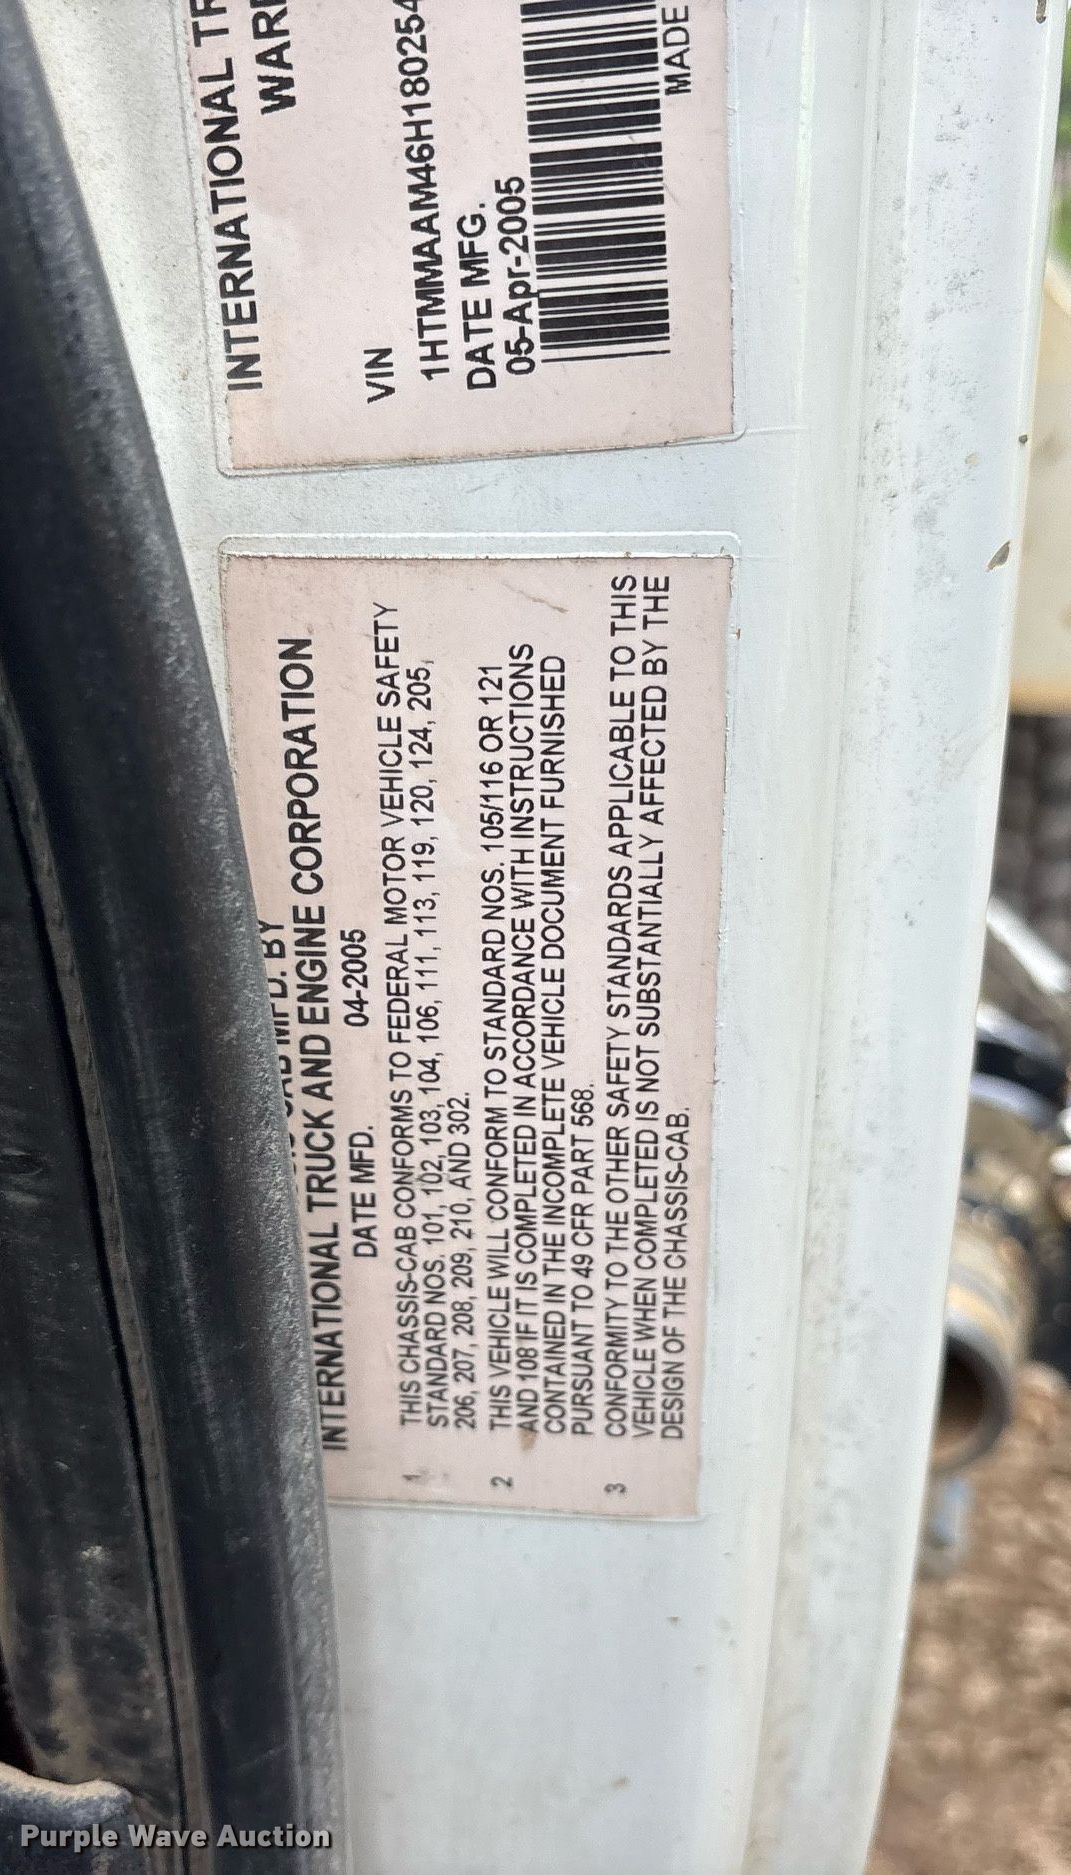 INTERNATIONAL TR
WAR
VIN
1HTMMAAM46H180254
DATE MFG.
05-Apr-2005
MADE
MFD. BY
INTERNATIONAL TRUCK AND ENGINE CORPORATION
DATE MFD. 04-2005
1. THIS CHASSIS-CAB CONFORMS TO FEDERAL MOTOR VEHICLE SAFETY
STANDARD NOS. 101, 102, 103, 104, 106, 111, 113, 119, 120, 124, 205,
206, 207, 208, 209, 210, AND 302.
2 THIS VEHICLE WILL CONFORM TO STANDARD NOS. 105/116 OR 121
AND 108 IF IT IS COMPLETED IN ACCORDANCE WITH INSTRUCTIONS
CONTAINED IN THE INCOMPLETE VEHICLE DOCUMENT FURNISHED
PURSUANT TO 49 CFR PART 568.
3 CONFORMITY TO THE OTHER SAFETY STANDARDS APPLICABLE TO THIS
VEHICLE WHEN COMPLETED IS NOT SUBSTANTIALLY AFFECTED BY THE
DESIGN OF THE CHASSIS-CAB.
Purple Wave Auction